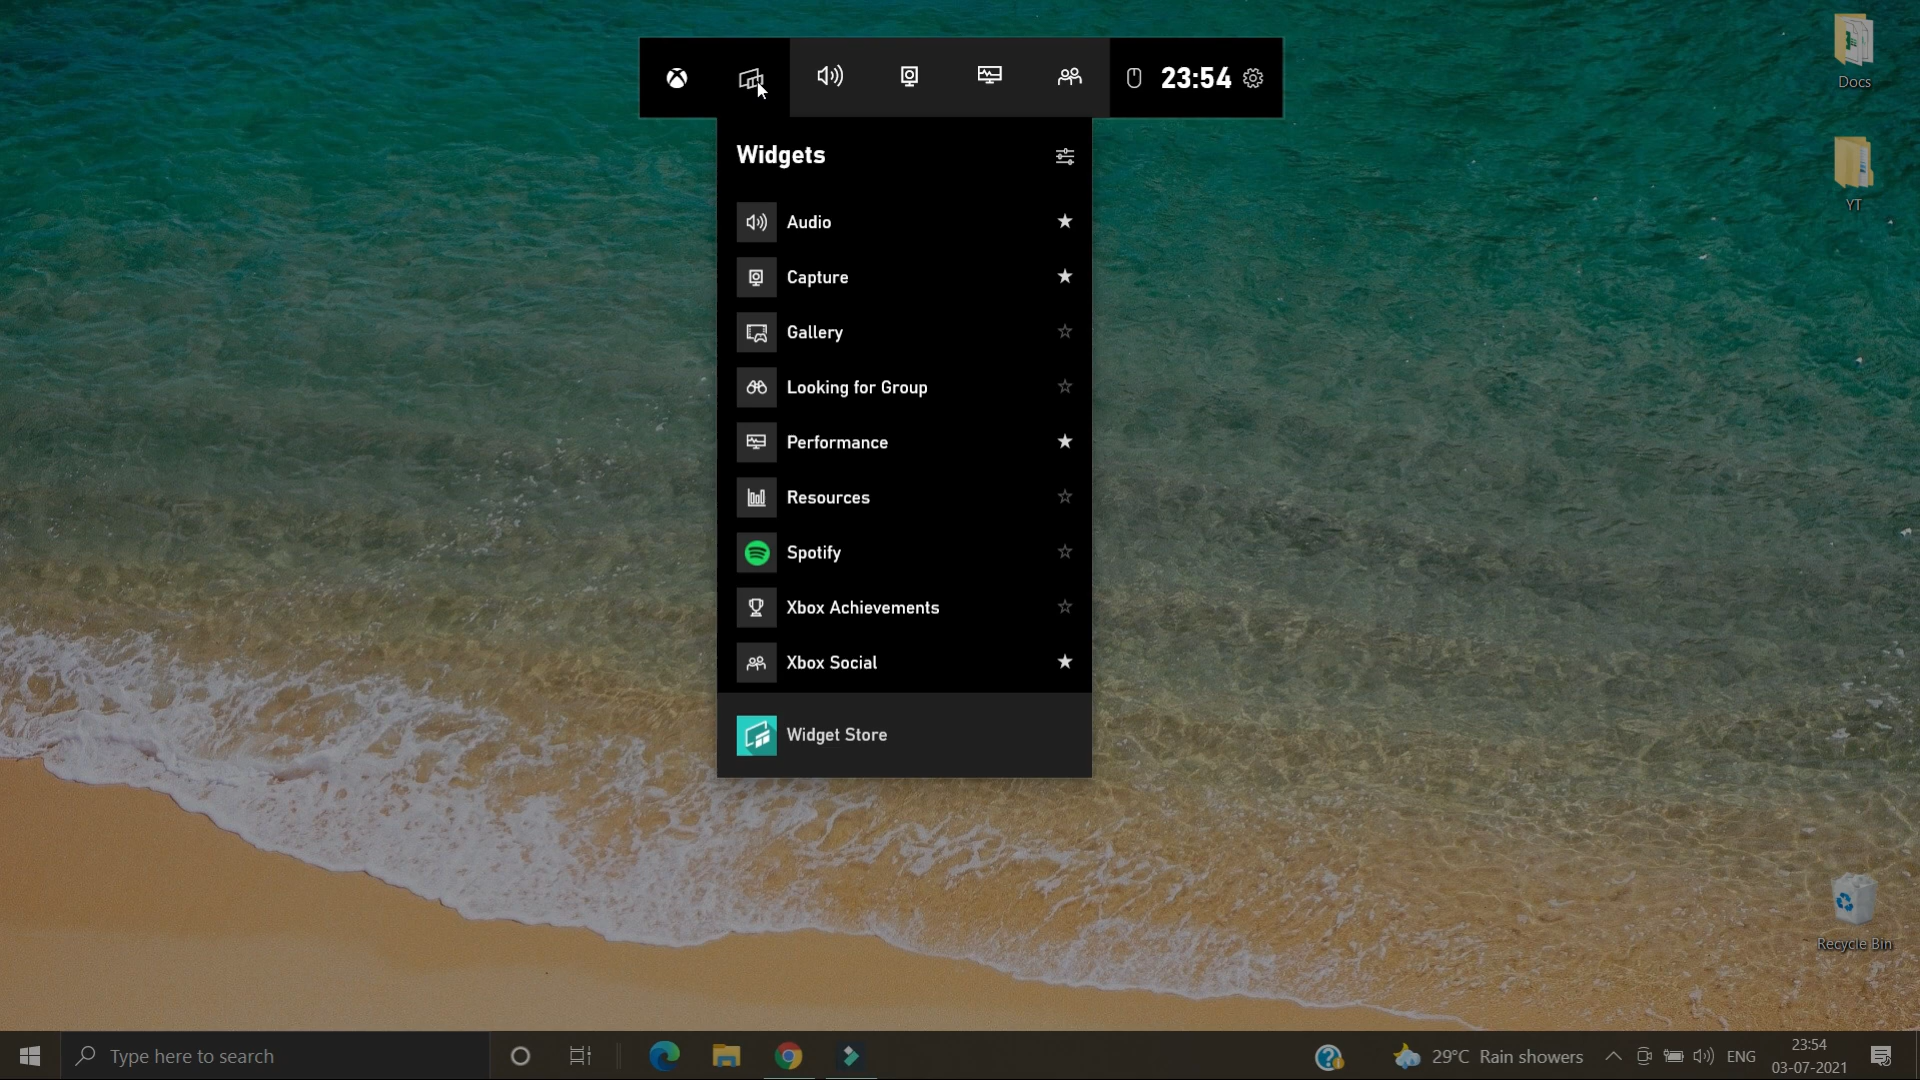 23:54
Docs
Widgets
Audio
Capture
YT
Gallery
Looking for Group
Performance
Resources
Spotify
Xbox Achievements
Xbox Social
Widget Store
Recycle Bin
Type here to search
29°C Rain showers
ENG
23:54
03-07-2021